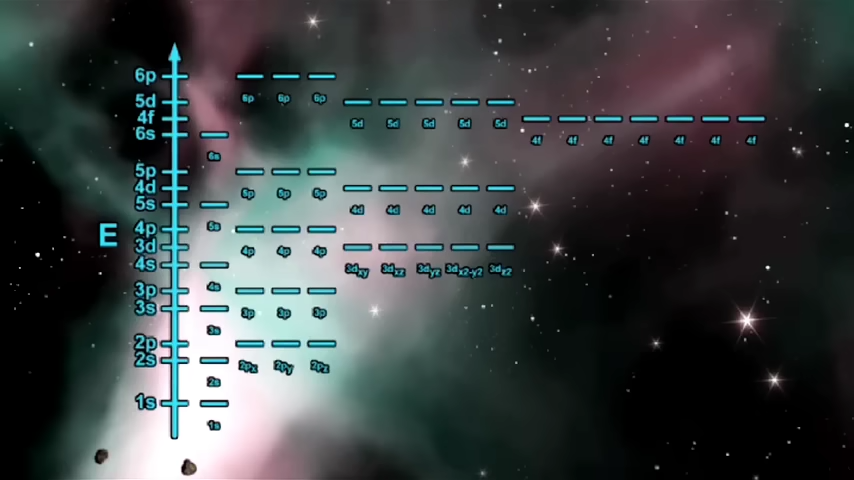 6p
6p 6p 6p
5d
5d 5d 5d 5d 5d
4f
4f 4f 4f 4f 4f 4f 4f
6s
6s
5p
5p 5p 5p
4d
4d 4d 4d 4d 4d
5s
5s
E
4p
4p 4p 4p
3d
3dxy 3dxz 3dyz 3dx2-y2 3dz2
4s
4s
3p
3p 3p 3p
3s
3s
2p
2px 2py 2pz
2s
2s
1s
1s